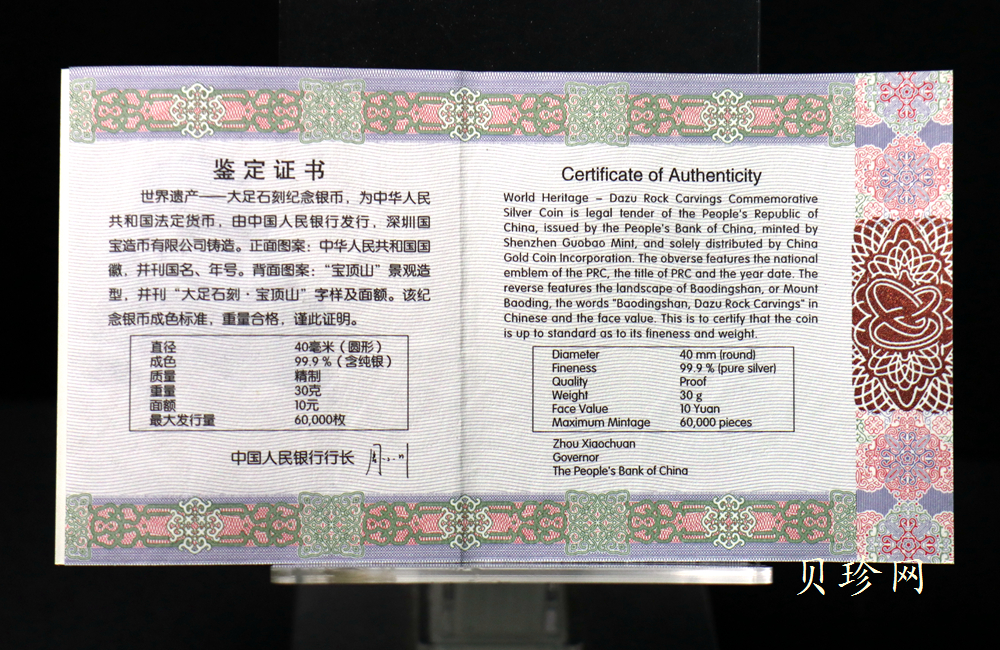 鉴定证书
世界遗产——大足石刻纪念银币，为中华人民
共和国法定货币，由中国人民银行发行，深圳国
宝造币有限公司铸造。正面图案：中华人民共和国国
徽，并刊国名、年号。背面图案：“宝顶山”景观造
型，并刊“大足石刻·宝顶山”字样及面额。该纪
念银币成色标准，重量合格，谨此证明。
直径 40毫米（圆形）
成色 99.9％（含纯银）
质量 精制
重量 30克
面额 10元
最大发行量 60,000枚
中国人民银行行长
Certificate of Authenticity
World Heritage – Dazu Rock Carvings Commemorative
Silver Coin is legal tender of the People's Republic of
China, issued by the People's Bank of China, minted by
Shenzhen Guobao Mint, and solely distributed by China
Gold Coin Incorporation. The obverse features the national
emblem of the PRC, the title of PRC and the year date. The
reverse features the landscape of Baodingshan, or Mount
Baoding, the words "Baodingshan, Dazu Rock Carvings" in
Chinese and the face value. This is to certify that the coin
is up to standard as to its fineness and weight.
Diameter 40 mm (round)
Fineness 99.9 % (pure silver)
Quality Proof
Weight 30 g
Face Value 10 Yuan
Maximum Mintage 60,000 pieces
Zhou Xiaochuan
Governor
The People's Bank of China
贝珍网